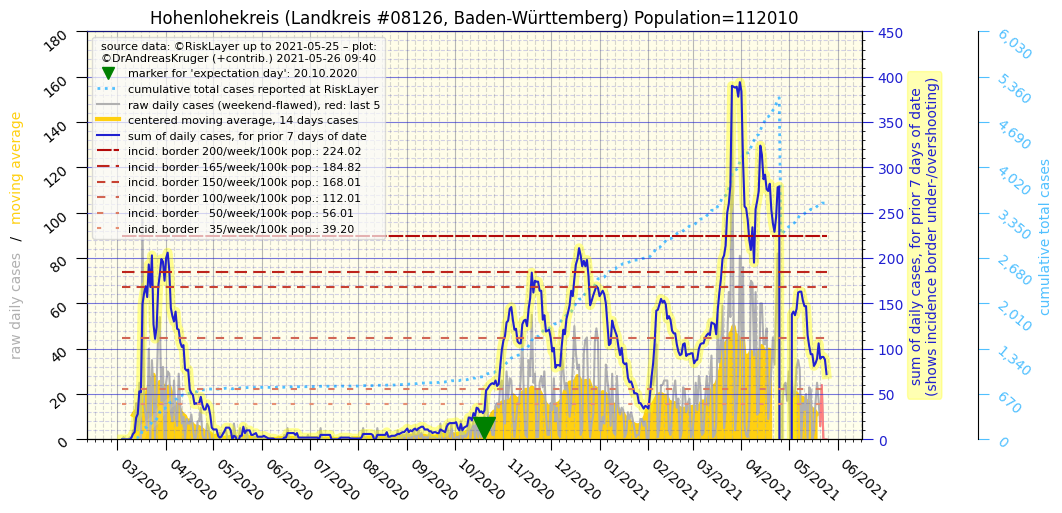 Hohenlohekreis (Landkreis #08126, Baden-Württemberg) Population=112010
source data: ©RiskLayer up to 2021-05-25 – plot:
©DrAndreasKruger (+contrib.) 2021-05-26 09:40
marker for 'expectation day': 20.10.2020
cumulative total cases reported at RiskLayer
raw daily cases (weekend-flawed), red: last 5
centered moving average, 14 days cases
sum of daily cases, for prior 7 days of date
incid. border 200/week/100k pop.: 224.02
incid. border 165/week/100k pop.: 184.82
incid. border 150/week/100k pop.: 168.01
incid. border 100/week/100k pop.: 112.01
incid. border 50/week/100k pop.: 56.01
incid. border 35/week/100k pop.: 39.20
raw daily cases / moving average
180
160
140
120
100
80
60
40
20
0
03/2020
04/2020
05/2020
06/2020
07/2020
08/2020
09/2020
10/2020
11/2020
12/2020
01/2021
02/2021
03/2021
04/2021
05/2021
06/2021
450
400
350
300
250
200
150
100
50
0
sum of daily cases, for prior 7 days of date
(shows incidence border under-/overshooting)
6,030
5,360
4,690
4,020
3,350
2,680
2,010
1,340
670
0
cumulative total cases